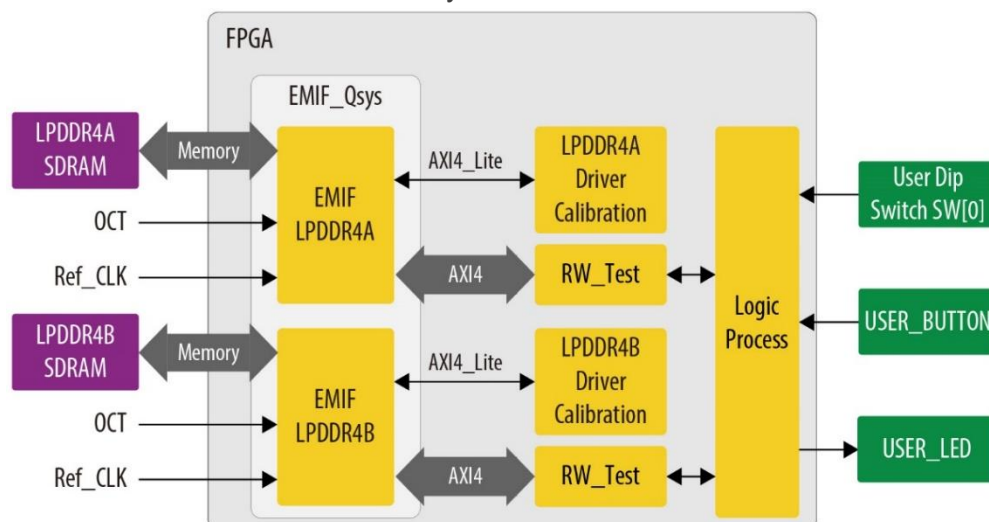 FPGA
EMIF_Qsys
LPDDR4A
SDRAM
Memory
EMIF
LPDDR4A
AXI4_Lite
LPDDR4A
Driver
Calibration
User Dip
Switch SW[0]
OCT
Ref_CLK
AXI4
RW_Test
Logic
Process
USER_BUTTON
LPDDR4B
SDRAM
Memory
EMIF
LPDDR4B
AXI4_Lite
LPDDR4B
Driver
Calibration
OCT
Ref_CLK
AXI4
RW_Test
USER_LED